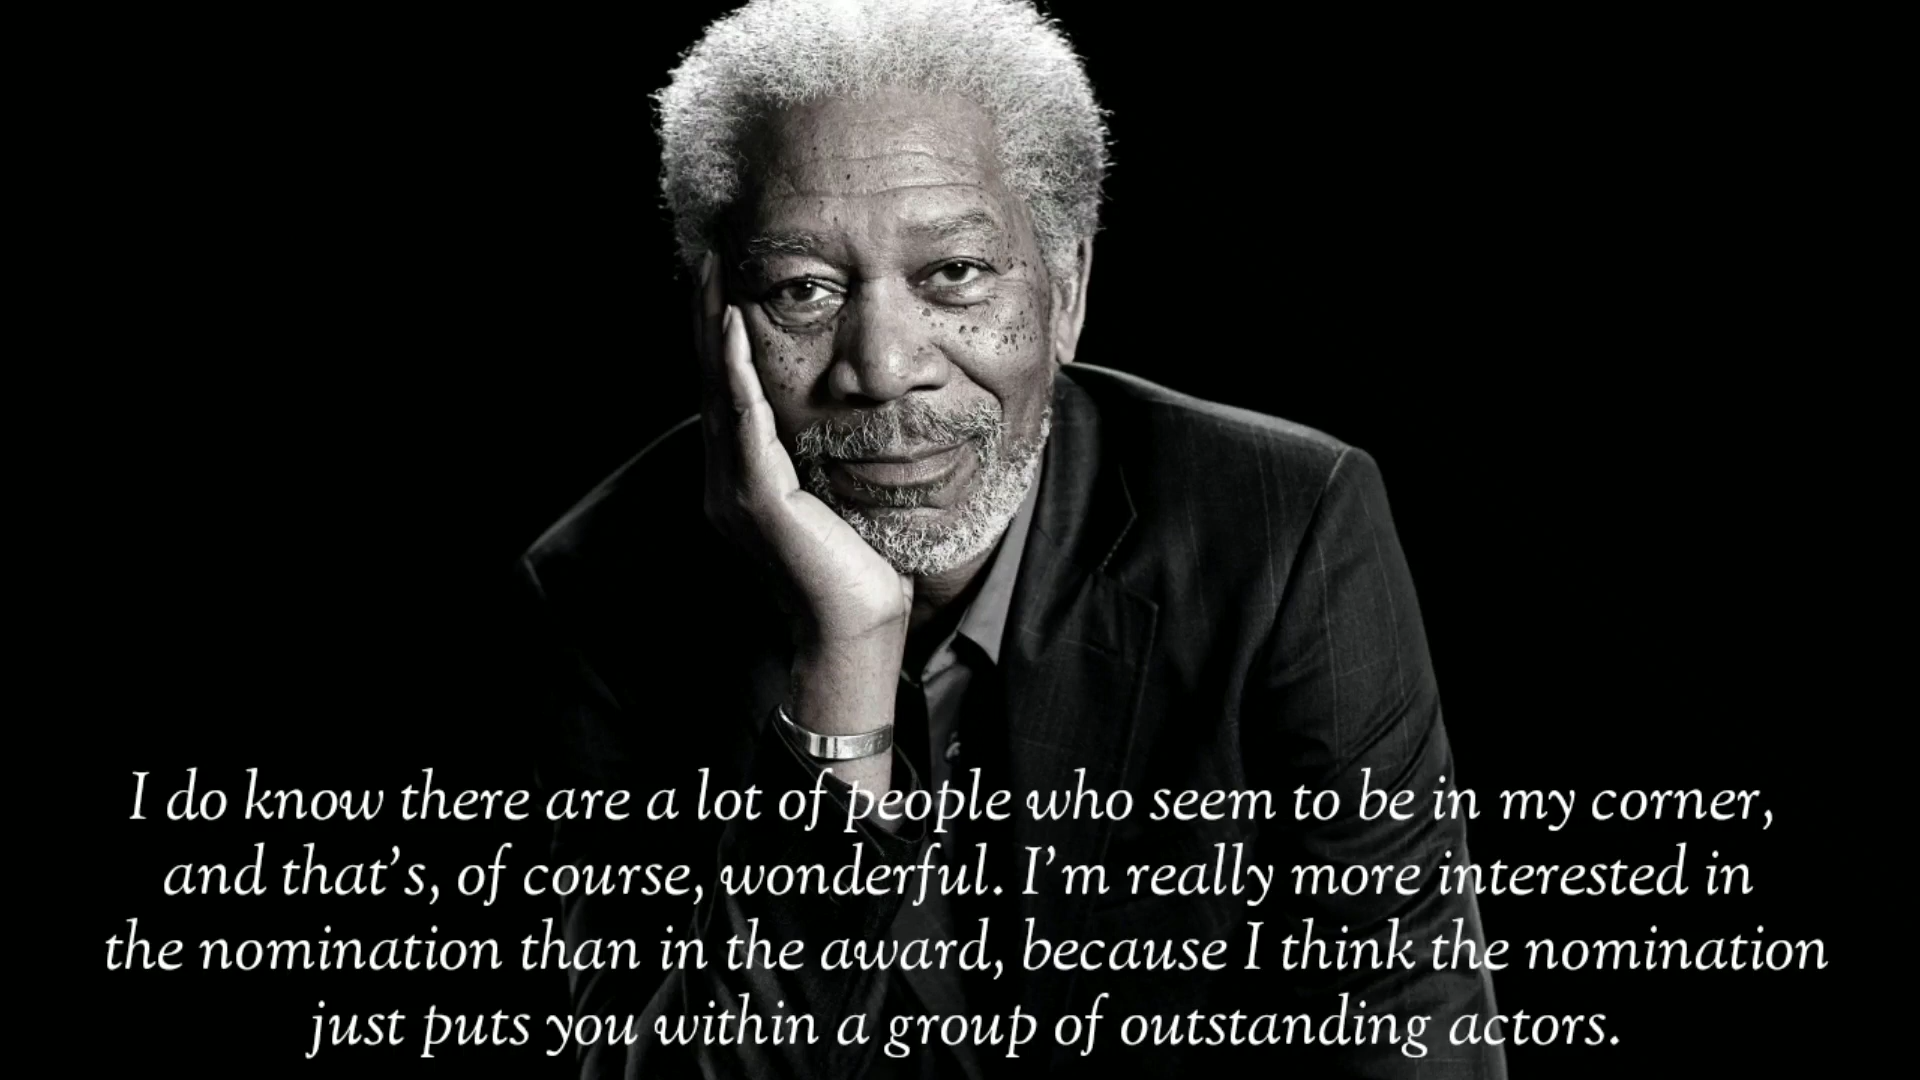 I do know there are a lot of people who seem to be in my corner,
and that’s, of course, wonderful. I’m really more interested in
the nomination than in the award, because I think the nomination
just puts you within a group of outstanding actors.